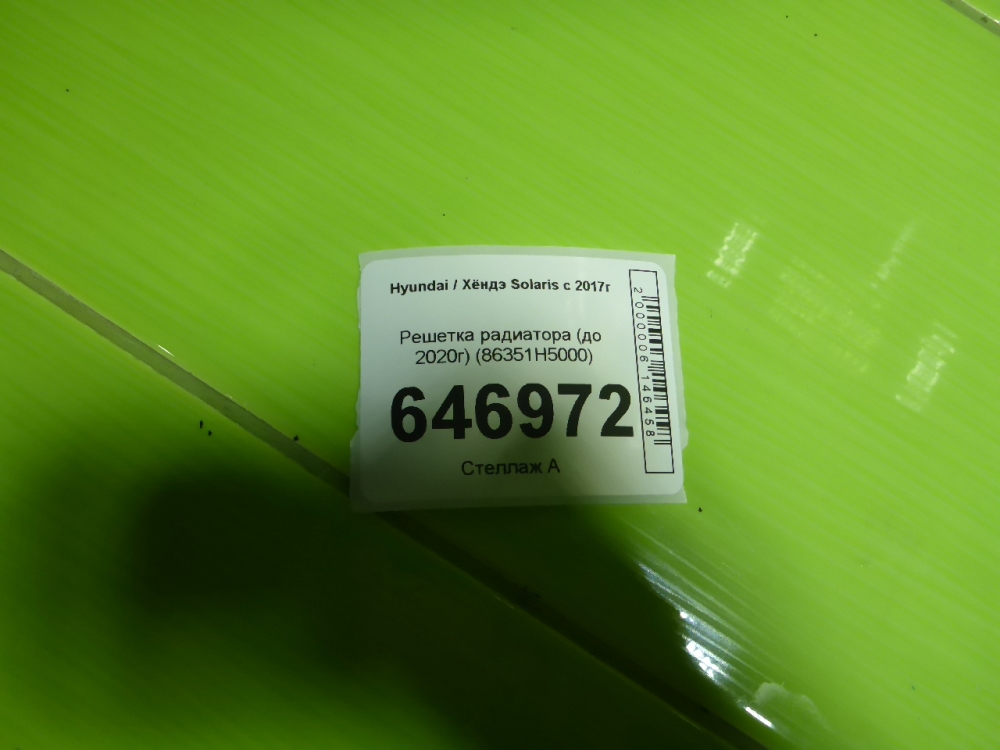 Hyundai / Хёндэ Solaris с 2017г
Решетка радиатора (до
2020г) (86351H5000)
646972
Стеллаж А
2000006146458